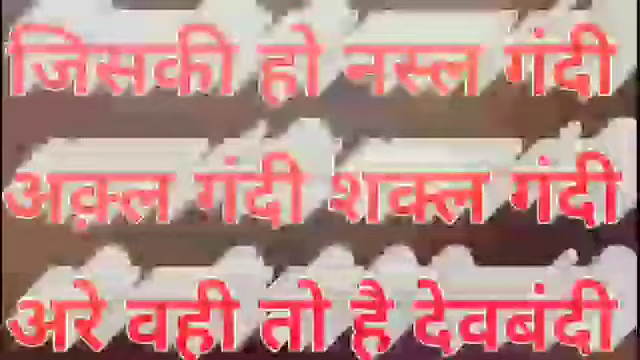 जिसकी हो नस्ल गंदी
अक़्ल गंदी शक्ल गंदी
अरे वही तो है देवबंदी